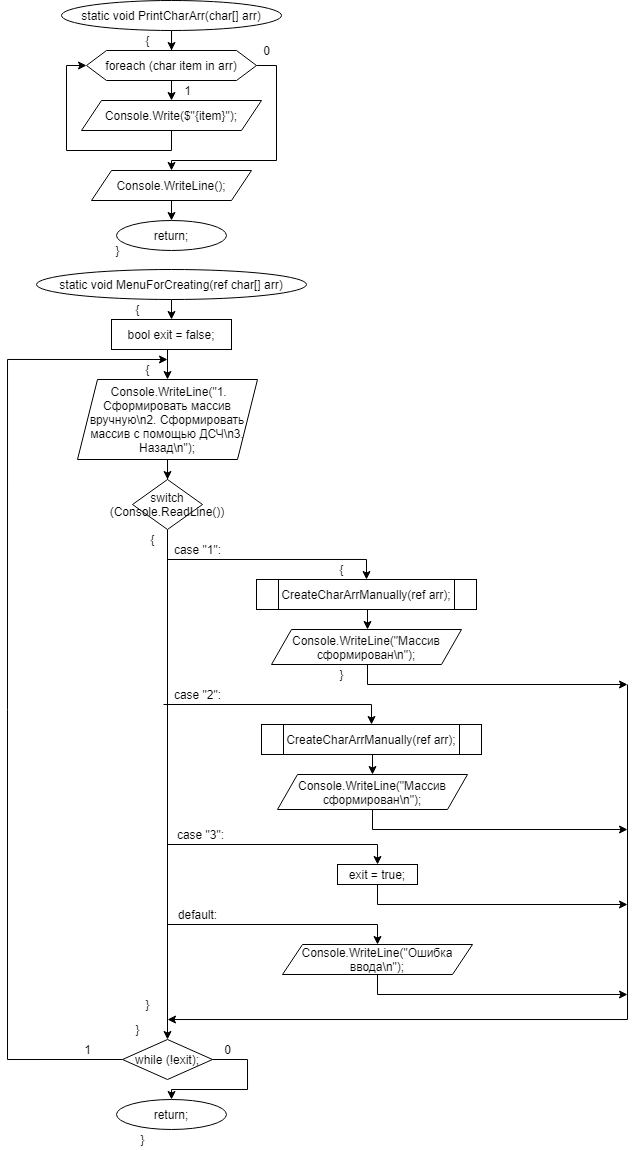 static void PrintCharArr(char[] arr)
{
foreach (char item in arr)
0
1
Console.Write($"{item}");
Console.WriteLine();
return;
}
static void MenuForCreating(ref char[] arr)
{
bool exit = false;
{
Console.WriteLine("1.
Сформировать массив
вручную\n2. Сформировать
массив с помощью ДСЧ\n3.
Назад\n");
switch
(Console.ReadLine())
{
case "1":
{
CreateCharArrManually(ref arr);
Console.WriteLine("Массив
сформирован\n");
}
case "2":
CreateCharArrManually(ref arr);
Console.WriteLine("Массив
сформирован\n");
case "3":
exit = true;
default:
Console.WriteLine("Ошибка
ввода\n");
}
}
1
while (!exit);
0
return;
}